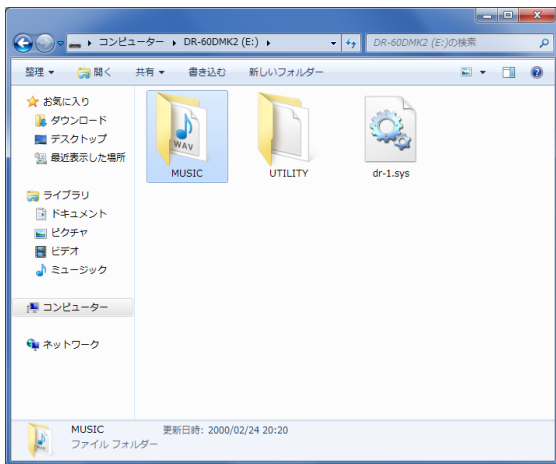 コンピューター ▸ DR-60DMK2 (E:) ▸
DR-60DMK2 (E:)の検索
整理 開く 共有 書き込む 新しいフォルダー
お気に入り
ダウンロード
デスクトップ
最近表示した場所
ライブラリ
ドキュメント
ピクチャ
ビデオ
ミュージック
コンピューター
ネットワーク
WAV
MUSIC
UTILITY
dr-1.sys
MUSIC 更新日時: 2000/02/24 20:20
ファイル フォルダー